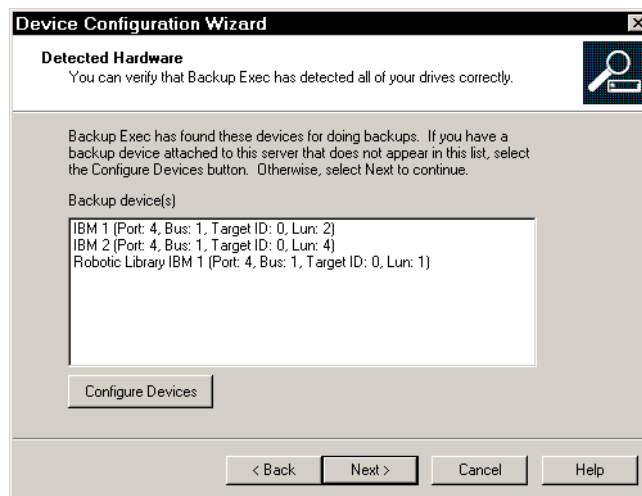 Device Configuration Wizard
Detected Hardware
You can verify that Backup Exec has detected all of your drives correctly.
Backup Exec has found these devices for doing backups. If you have a
backup device attached to this server that does not appear in this list, select
the Configure Devices button. Otherwise, select Next to continue.
Backup device(s)
IBM 1 (Port: 4, Bus: 1, Target ID: 0, Lun: 2)
IBM 2 (Port: 4, Bus: 1, Target ID: 0, Lun: 4)
Robotic Library IBM 1 (Port: 4, Bus: 1, Target ID: 0, Lun: 1)
Configure Devices
< Back Next > Cancel Help